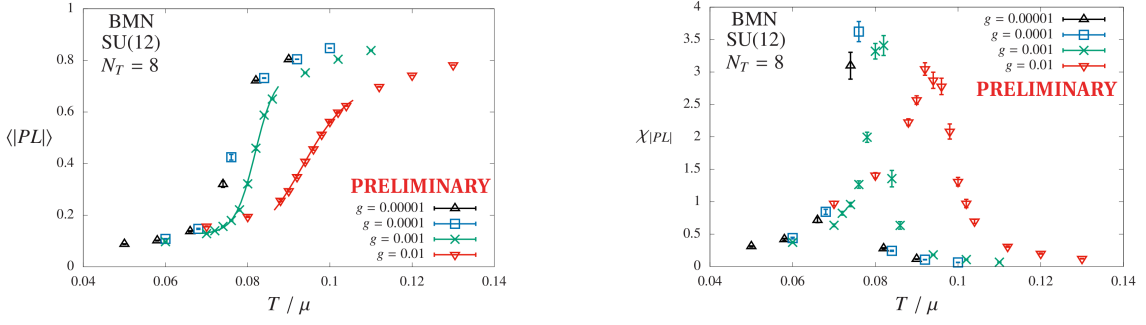 BMN
SU(12)
N_T = 8
1
0.8
0.6
0.4
0.2
0
⟨|PL|⟩
PRELIMINARY
g = 0.00001
g = 0.0001
g = 0.001
g = 0.01
0.04 0.06 0.08 0.1 0.12 0.14
T / μ
BMN
SU(12)
N_T = 8
4
3.5
3
2.5
2
1.5
1
0.5
0
χ_|PL|
g = 0.00001
g = 0.0001
g = 0.001
g = 0.01
PRELIMINARY
0.04 0.06 0.08 0.1 0.12 0.14
T / μ